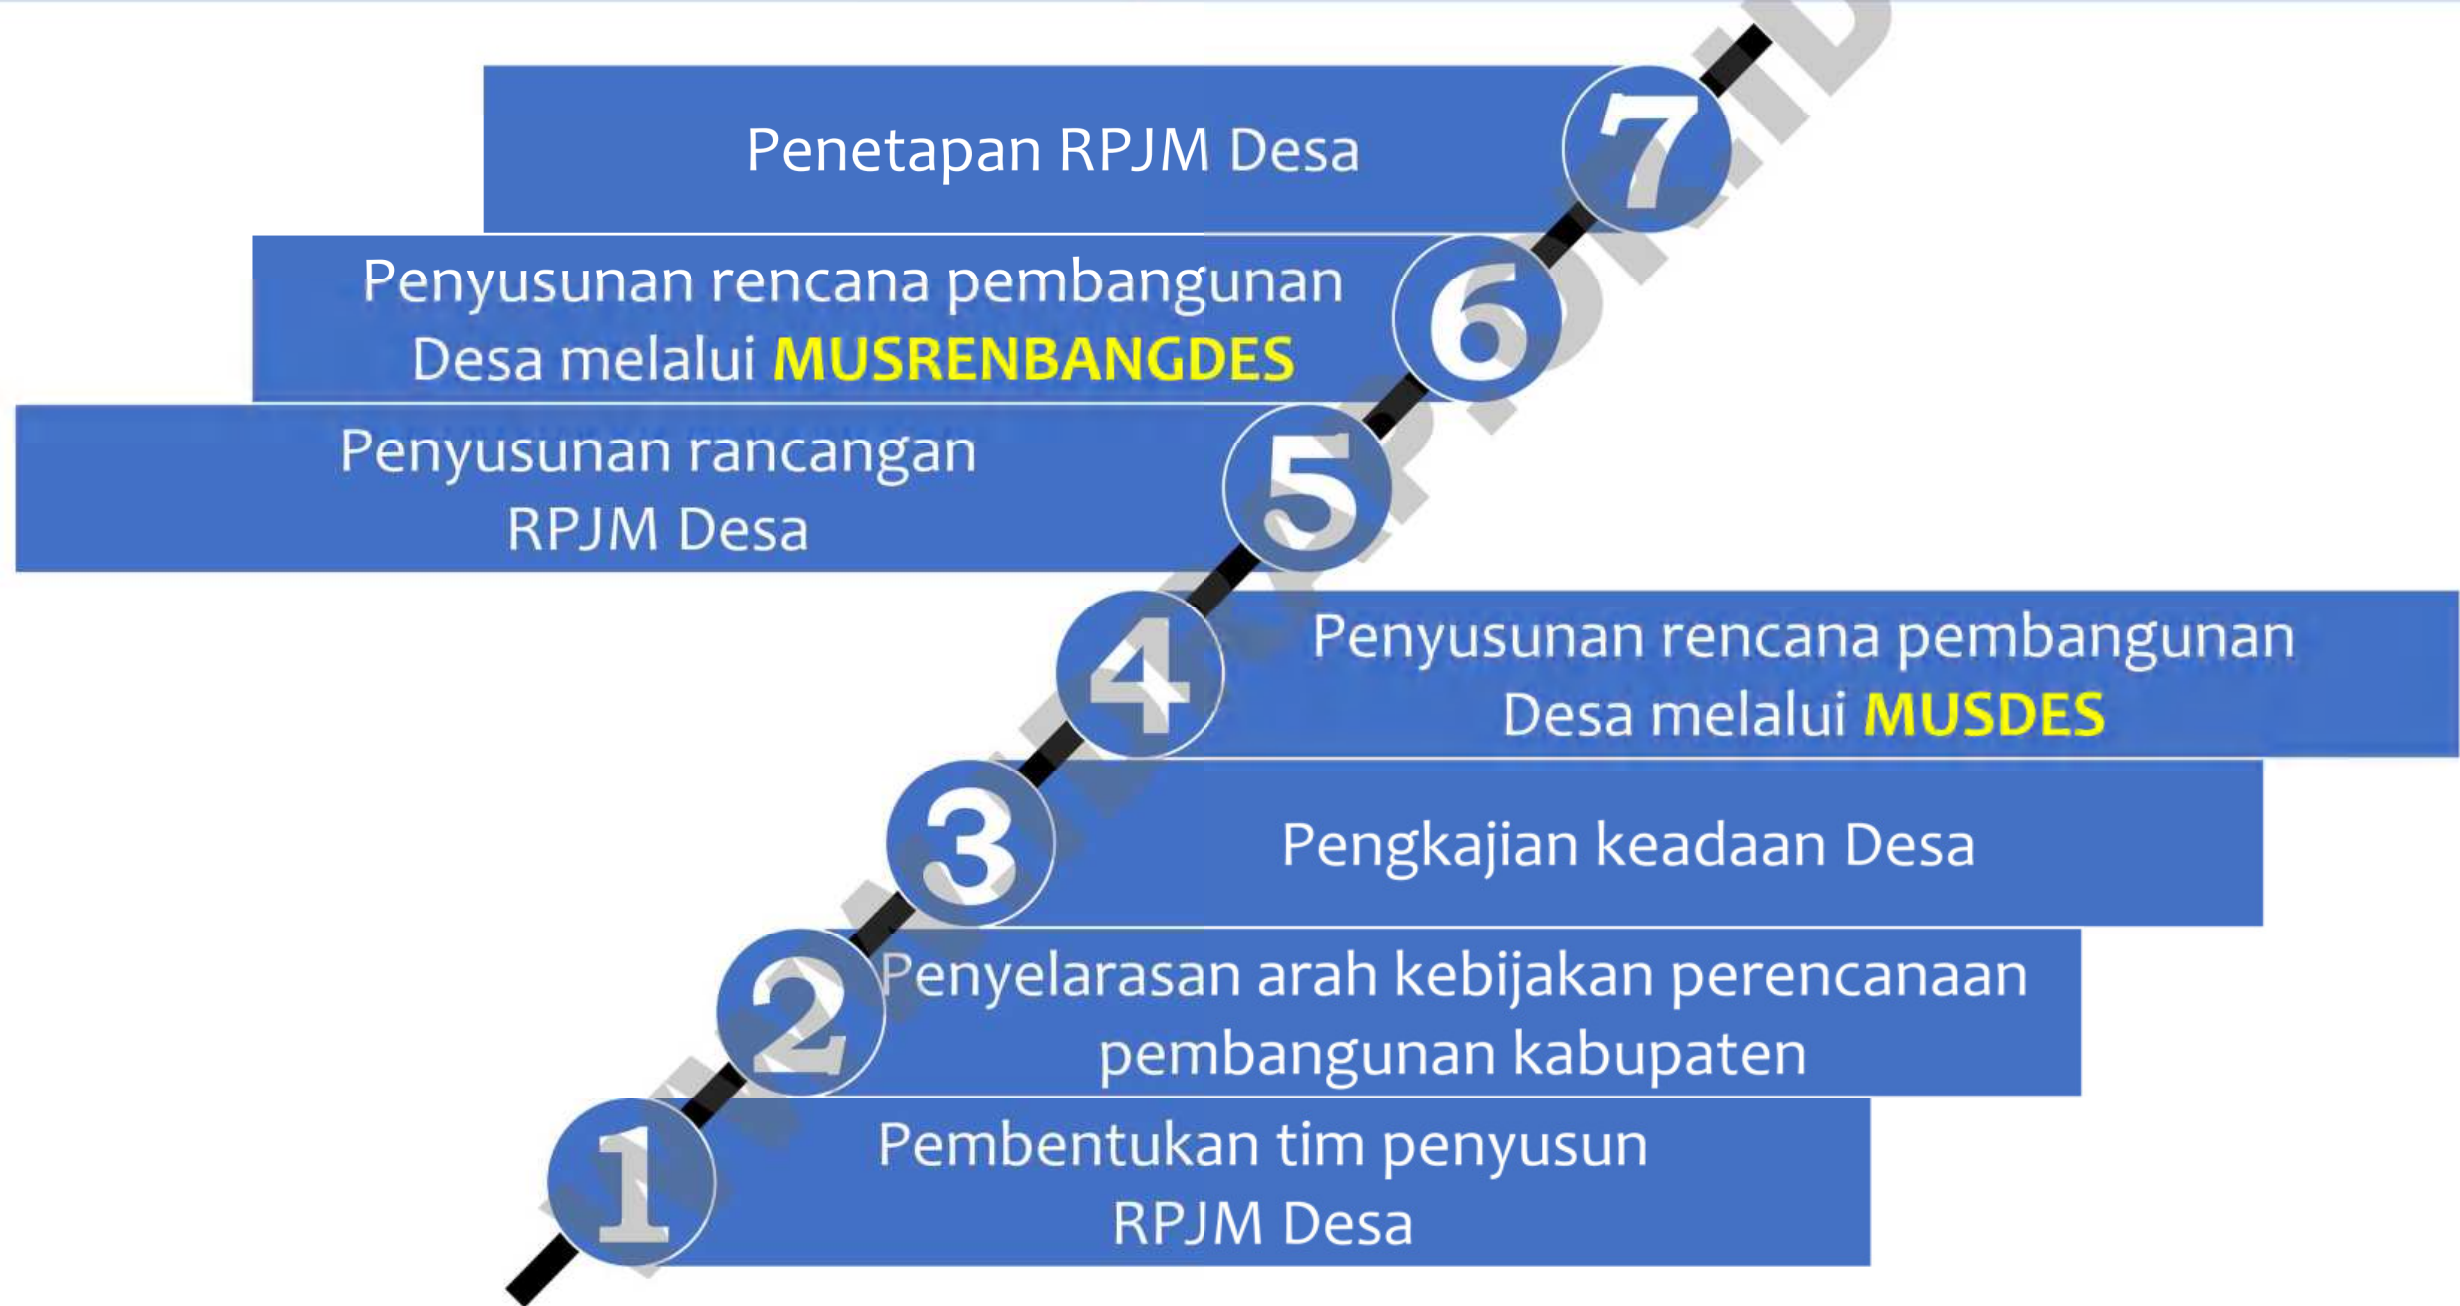 7
Penetapan RPJM Desa
6
Penyusunan rencana pembangunan
Desa melalui MUSRENBANGDES
5
Penyusunan rancangan
RPJM Desa
4
Penyusunan rencana pembangunan
Desa melalui MUSDES
3
Pengkajian keadaan Desa
2
Penyelarasan arah kebijakan perencanaan
pembangunan kabupaten
1
Pembentukan tim penyusun
RPJM Desa